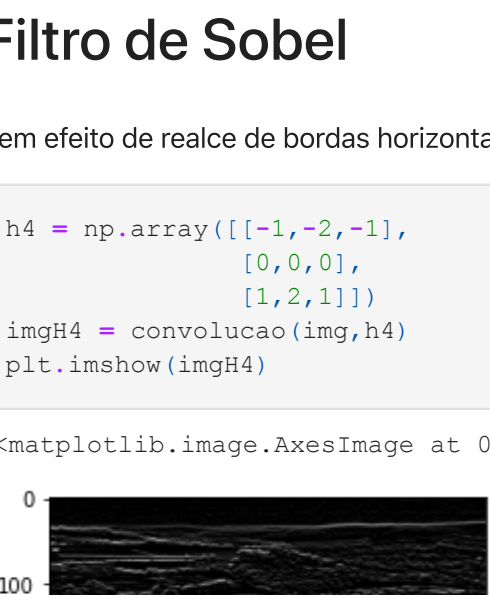 Filtro de Sobel
em efeito de realce de bordas horizonta
h4 = np.array([[-1,-2,-1],
[0,0,0],
[1,2,1]])
imgH4 = convolucao(img,h4)
plt.imshow(imgH4)
<matplotlib.image.AxesImage at 0
0
100